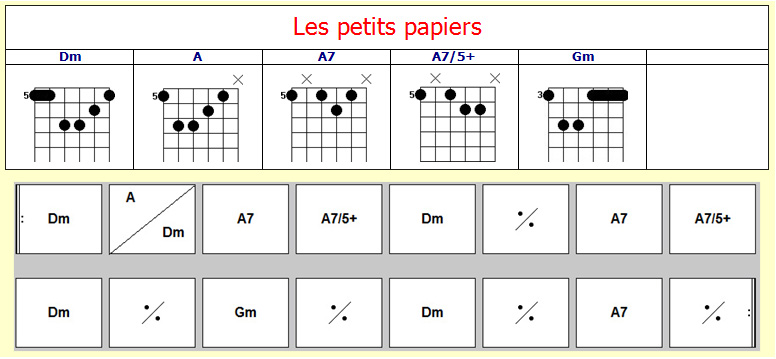 Les petits papiers
Dm A A7 A7/5+ Gm
5 5 5 5 3
Dm A Dm A7 A7/5+ Dm A7 A7/5+
Dm Gm Dm A7